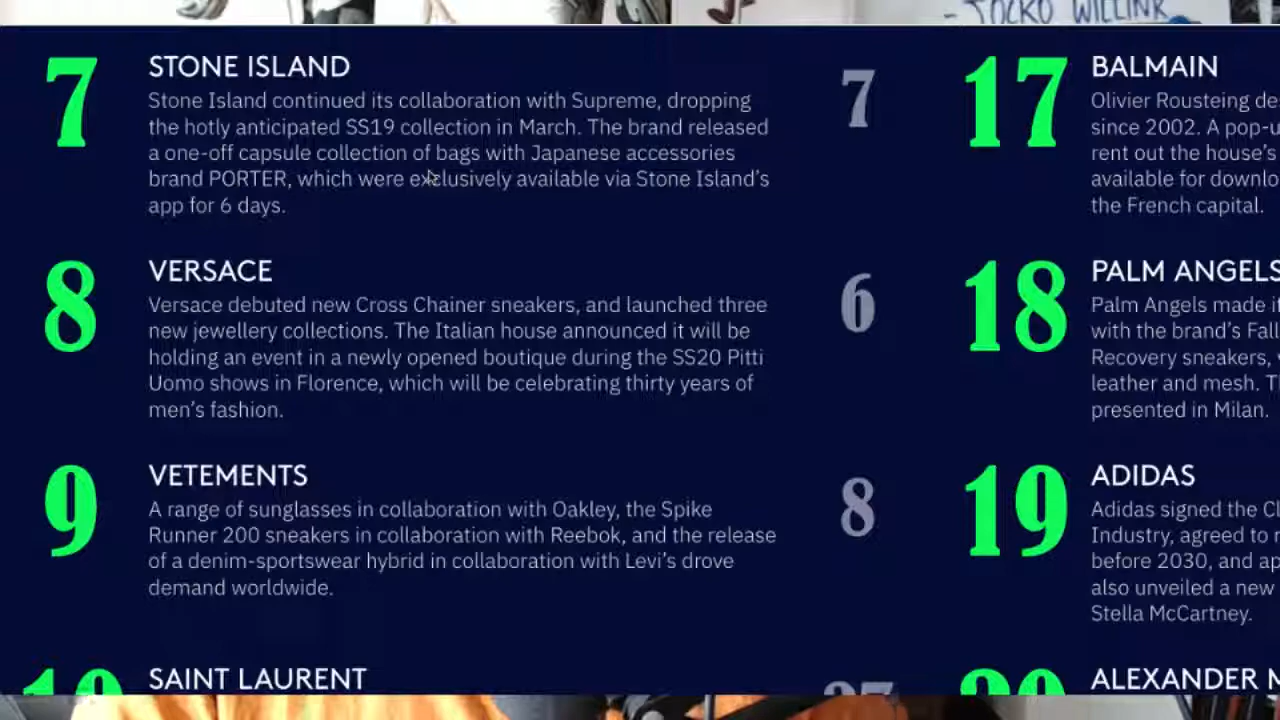 - JOCKO WILLINK
7
STONE ISLAND
Stone Island continued its collaboration with Supreme, dropping
the hotly anticipated SS19 collection in March. The brand released
a one-off capsule collection of bags with Japanese accessories
brand PORTER, which were exclusively available via Stone Island's
app for 6 days.
7
8
VERSACE
Versace debuted new Cross Chainer sneakers, and launched three
new jewellery collections. The Italian house announced it will be
holding an event in a newly opened boutique during the SS20 Pitti
Uomo shows in Florence, which will be celebrating thirty years of
men's fashion.
6
9
VETEMENTS
A range of sunglasses in collaboration with Oakley, the Spike
Runner 200 sneakers in collaboration with Reebok, and the release
of a denim-sportswear hybrid in collaboration with Levi's drove
demand worldwide.
8
10
SAINT LAURENT
17
BALMAIN
Olivier Rousteing de
since 2002. A pop-u
rent out the house's
available for downlo
the French capital.
18
PALM ANGELS
Palm Angels made i
with the brand's Fall
Recovery sneakers,
leather and mesh. T
presented in Milan.
19
ADIDAS
Adidas signed the Cl
Industry, agreed to r
before 2030, and ap
also unveiled a new
Stella McCartney.
20
ALEXANDER M